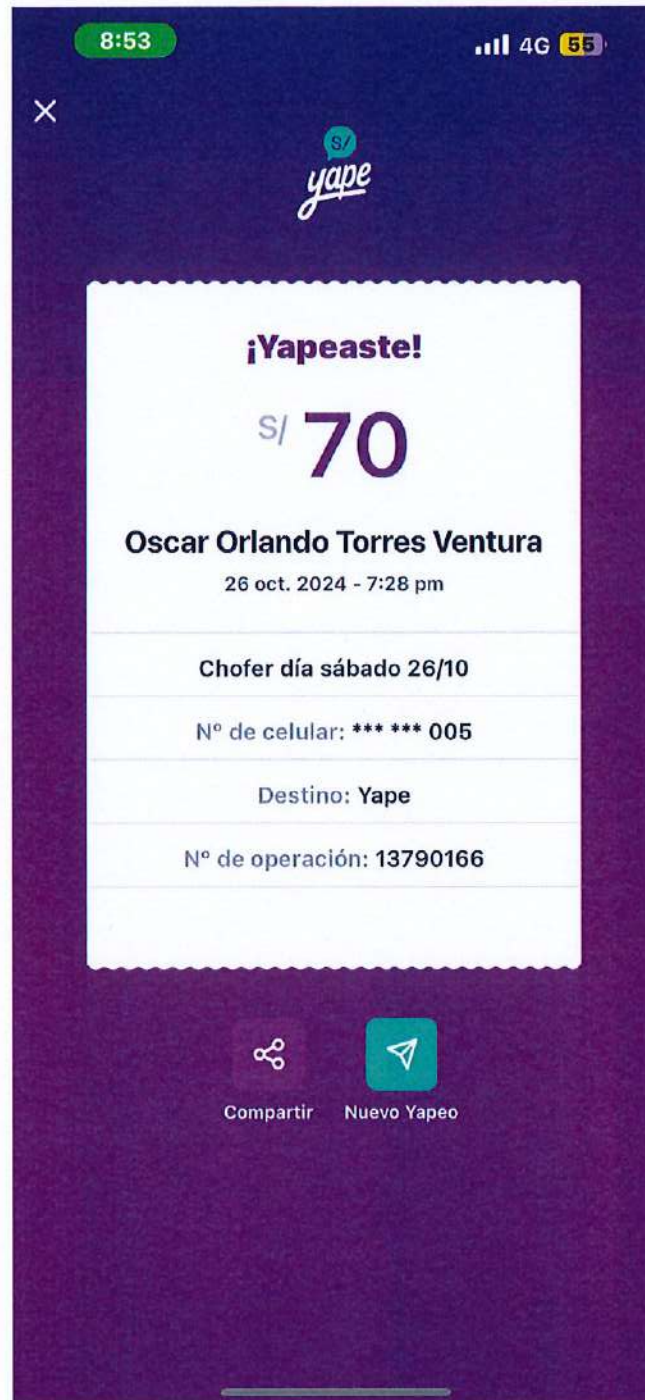 8:53 4G 55
S/
yape
¡Yapeaste!
S/ 70
Oscar Orlando Torres Ventura
26 oct. 2024 - 7:28 pm
Chofer día sábado 26/10
Nº de celular: *** *** 005
Destino: Yape
Nº de operación: 13790166
Compartir Nuevo Yapeo